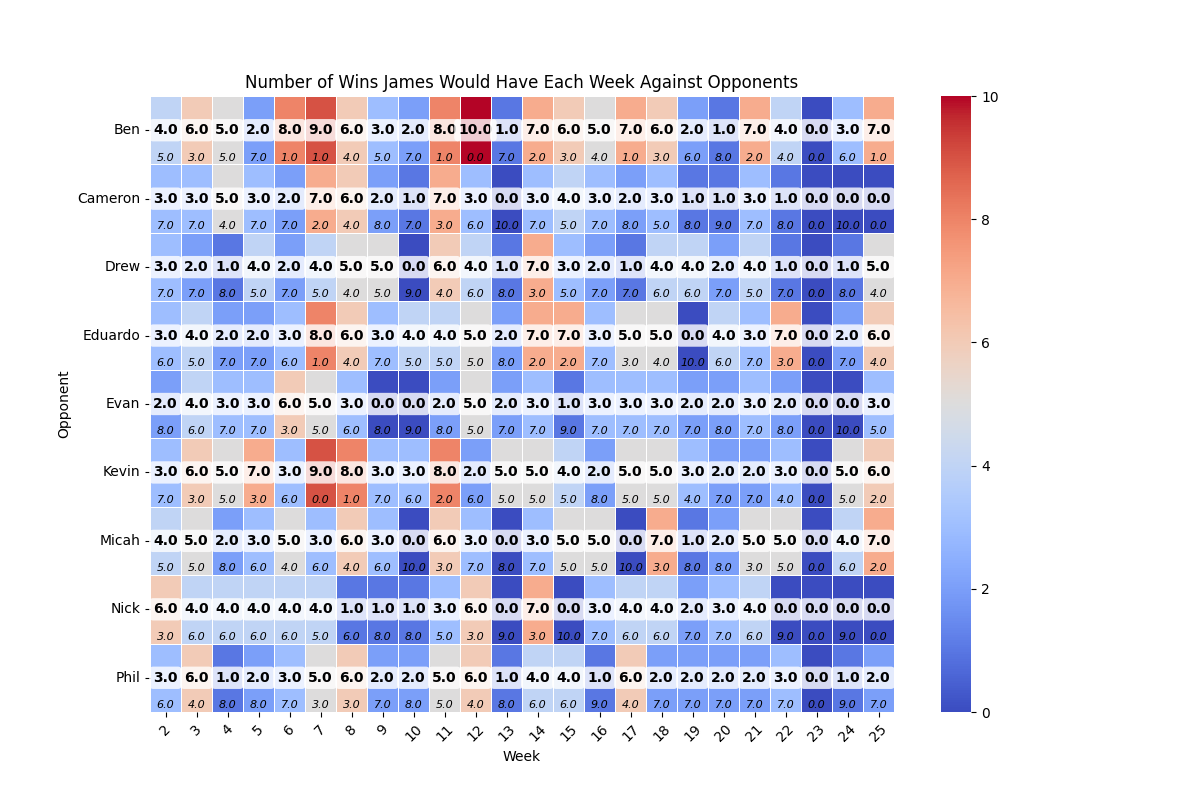 Number of Wins James Would Have Each Week Against Opponents
10
Ben 4.0 6.0 5.0 2.0 8.0 9.0 6.0 3.0 2.0 8.0 10.0 1.0 7.0 6.0 5.0 7.0 6.0 2.0 1.0 7.0 4.0 0.0 3.0 7.0
5.0 3.0 5.0 7.0 1.0 1.0 4.0 5.0 7.0 1.0 0.0 7.0 2.0 3.0 4.0 1.0 3.0 6.0 8.0 2.0 4.0 0.0 6.0 1.0
Cameron 3.0 3.0 5.0 3.0 2.0 7.0 6.0 2.0 1.0 7.0 3.0 0.0 3.0 4.0 3.0 2.0 3.0 1.0 1.0 3.0 1.0 0.0 0.0 0.0
7.0 7.0 4.0 7.0 7.0 2.0 4.0 8.0 7.0 3.0 6.0 10.0 7.0 5.0 7.0 8.0 5.0 8.0 9.0 7.0 8.0 0.0 10.0 0.0
8
Drew 3.0 2.0 1.0 4.0 2.0 4.0 5.0 5.0 0.0 6.0 4.0 1.0 7.0 3.0 2.0 1.0 4.0 4.0 2.0 4.0 1.0 0.0 1.0 5.0
7.0 7.0 8.0 5.0 7.0 5.0 4.0 5.0 9.0 4.0 6.0 8.0 3.0 5.0 7.0 7.0 6.0 6.0 7.0 5.0 7.0 0.0 8.0 4.0
Eduardo 3.0 4.0 2.0 2.0 3.0 8.0 6.0 3.0 4.0 4.0 5.0 2.0 7.0 7.0 3.0 5.0 5.0 0.0 4.0 3.0 7.0 0.0 2.0 6.0
6
6.0 5.0 7.0 7.0 6.0 1.0 4.0 7.0 5.0 5.0 5.0 8.0 2.0 2.0 7.0 3.0 4.0 10.0 6.0 7.0 3.0 0.0 7.0 4.0
Opponent
Evan 2.0 4.0 3.0 3.0 6.0 5.0 3.0 0.0 0.0 2.0 5.0 2.0 3.0 1.0 3.0 3.0 3.0 2.0 2.0 3.0 2.0 0.0 0.0 3.0
8.0 6.0 7.0 7.0 3.0 5.0 6.0 8.0 9.0 8.0 5.0 7.0 7.0 9.0 7.0 7.0 7.0 7.0 8.0 7.0 8.0 0.0 10.0 5.0
4
Kevin 3.0 6.0 5.0 7.0 3.0 9.0 8.0 3.0 3.0 8.0 2.0 5.0 5.0 4.0 2.0 5.0 5.0 3.0 2.0 2.0 3.0 0.0 5.0 6.0
7.0 3.0 5.0 3.0 6.0 0.0 1.0 7.0 6.0 2.0 6.0 5.0 5.0 5.0 8.0 5.0 5.0 4.0 7.0 7.0 4.0 0.0 5.0 2.0
Micah 4.0 5.0 2.0 3.0 5.0 3.0 6.0 3.0 0.0 6.0 3.0 0.0 3.0 5.0 5.0 0.0 7.0 1.0 2.0 5.0 5.0 0.0 4.0 7.0
5.0 5.0 8.0 6.0 4.0 6.0 4.0 6.0 10.0 3.0 7.0 8.0 7.0 5.0 5.0 10.0 3.0 8.0 8.0 3.0 5.0 0.0 6.0 2.0
2
Nick 6.0 4.0 4.0 4.0 4.0 4.0 1.0 1.0 1.0 3.0 6.0 0.0 7.0 0.0 3.0 4.0 4.0 2.0 3.0 4.0 0.0 0.0 0.0 0.0
3.0 6.0 6.0 6.0 6.0 5.0 6.0 8.0 8.0 5.0 3.0 9.0 3.0 10.0 7.0 6.0 6.0 7.0 7.0 6.0 9.0 0.0 9.0 0.0
Phil 3.0 6.0 1.0 2.0 3.0 5.0 6.0 2.0 2.0 5.0 6.0 1.0 4.0 4.0 1.0 6.0 2.0 2.0 2.0 2.0 3.0 0.0 1.0 2.0
6.0 4.0 8.0 8.0 7.0 3.0 3.0 7.0 8.0 5.0 4.0 8.0 6.0 6.0 9.0 4.0 7.0 7.0 7.0 7.0 7.0 0.0 9.0 7.0
0
2 3 4 5 6 7 8 9 10 11 12 13 14 15 16 17 18 19 20 21 22 23 24 25
Week